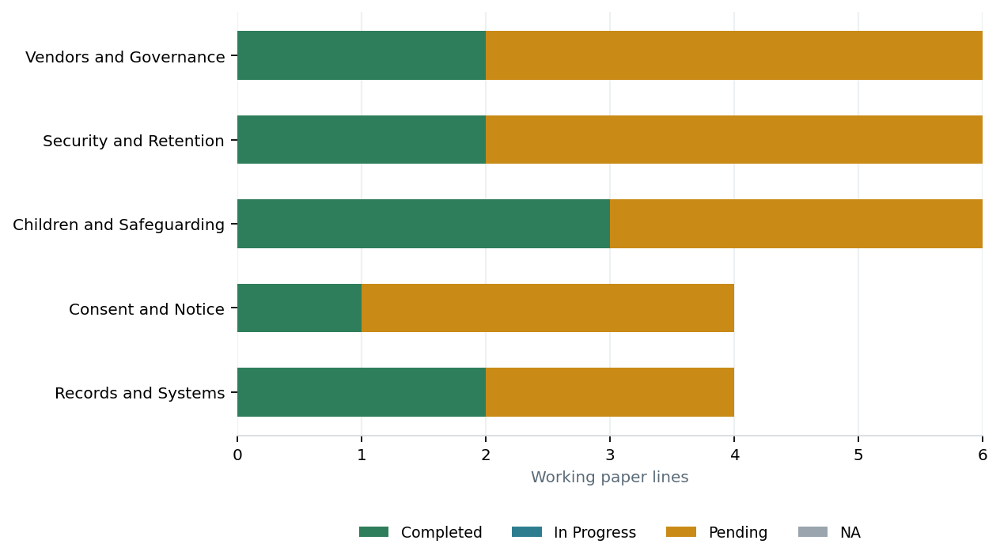 Vendors and Governance
Security and Retention
Children and Safeguarding
Consent and Notice
Records and Systems
0 1 2 3 4 5 6
Working paper lines
Completed In Progress Pending NA